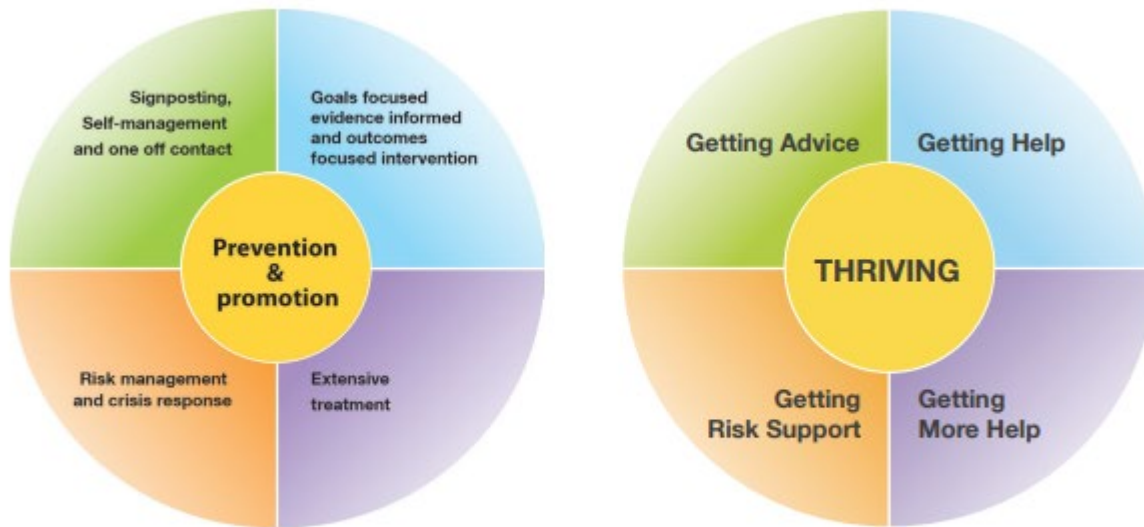 Signposting,
Self-management
and one off contact
Goals focused
evidence informed
and outcomes
focused intervention
Prevention
&
promotion
Risk management
and crisis response
Extensive
treatment
Getting Advice
Getting Help
THRIVING
Getting
Risk Support
Getting
More Help